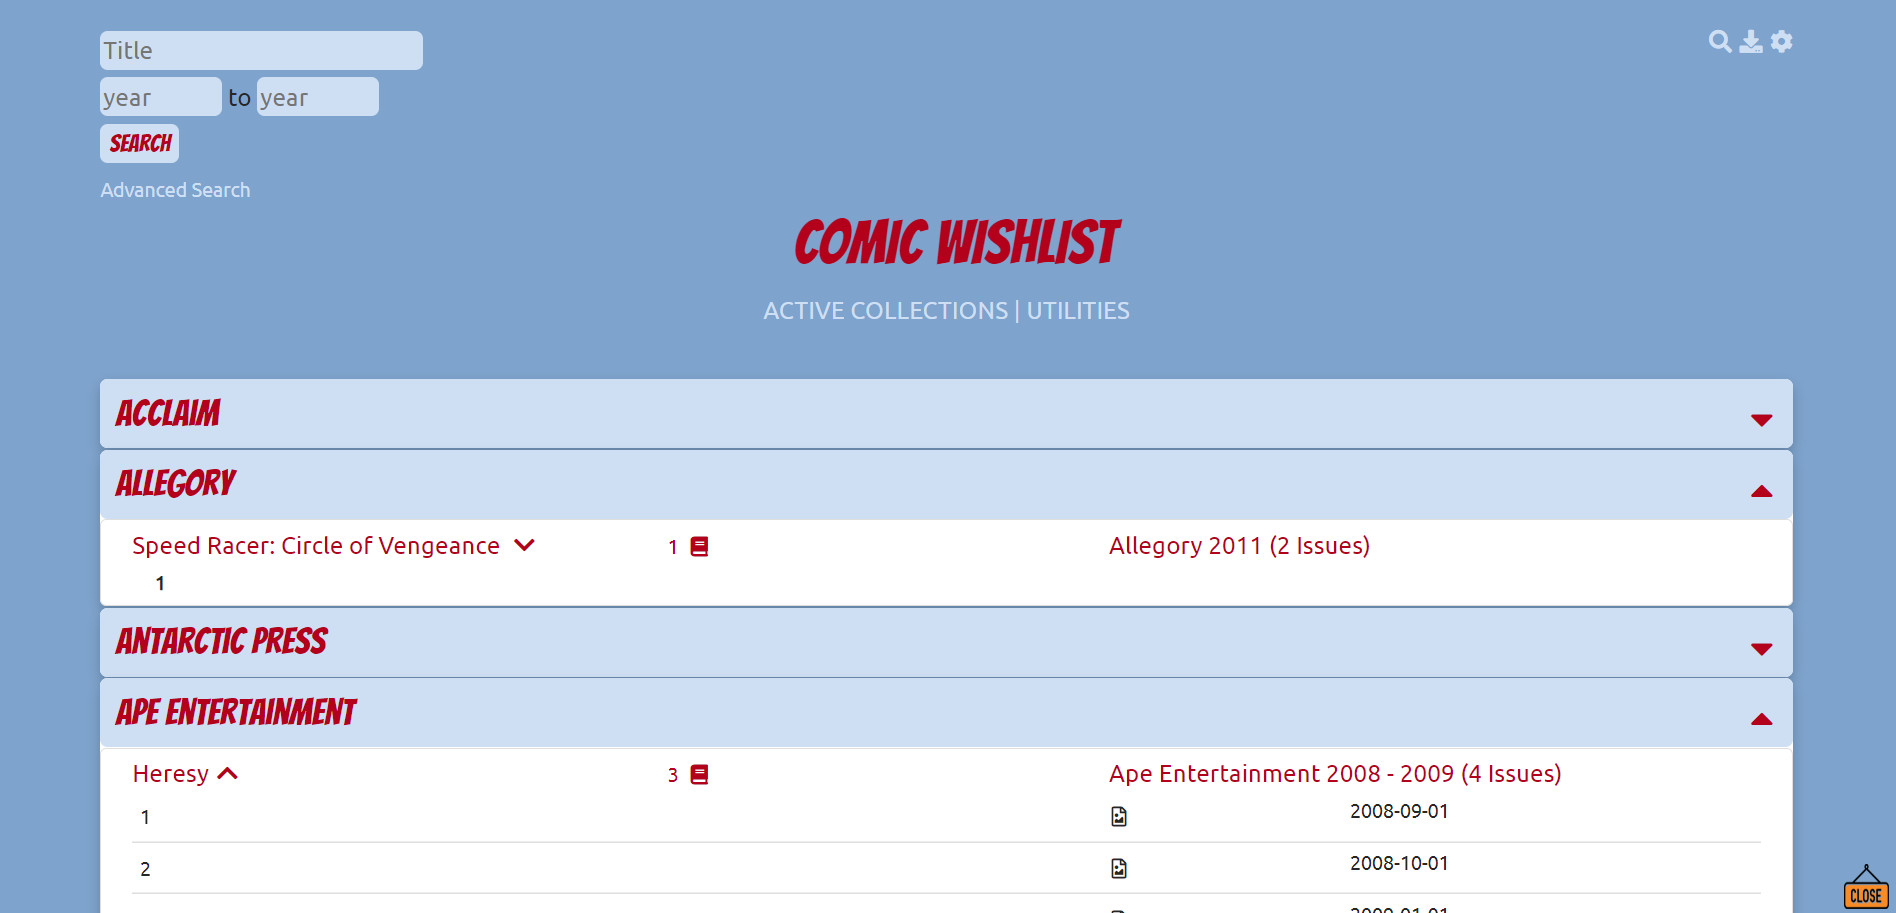 Title
year to year
SEARCH
Advanced Search
COMIC WISHLIST
ACTIVE COLLECTIONS | UTILITIES
ACCLAIM
ALLEGORY
Speed Racer: Circle of Vengeance 1 Allegory 2011 (2 Issues)
1
ANTARCTIC PRESS
APE ENTERTAINMENT
Heresy 3 Ape Entertainment 2008 - 2009 (4 Issues)
1 2008-09-01
2 2008-10-01
CLOSE